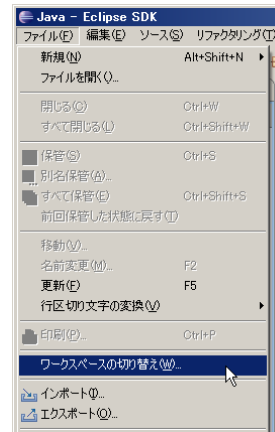 Java - Eclipse SDK
ファイル(F) 編集(E) ソース(S) リファクタリング(T)
新規(N) Alt+Shift+N
ファイルを開く()...
閉じる(C) Ctrl+W
すべて閉じる(L) Ctrl+Shift+W
保管(S) Ctrl+S
別名保管(A)...
すべて保管(E) Ctrl+Shift+S
前回保管した状態に戻す(T)
移動(V)...
名前変更(M)... F2
更新(F) F5
行区切り文字の変換(V)
印刷(P)... Ctrl+P
ワークスペースの切り替え(W)...
インポート(I)...
エクスポート(O)...